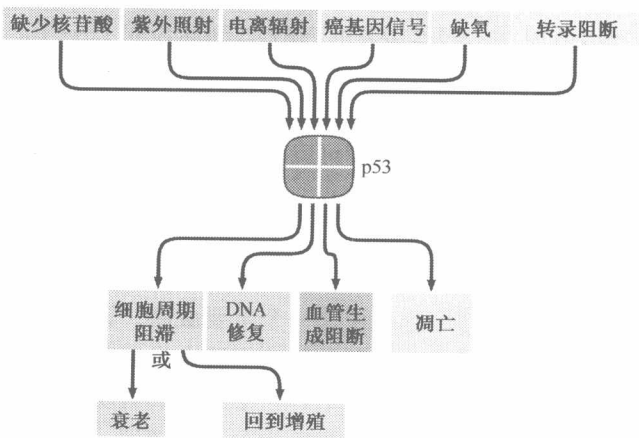 缺少核苷酸 紫外照射 电离辐射 癌基因信号 缺氧 转录阻断
p53
细胞周期
阻滞
DNA
修复
血管生
成阻断
凋亡
或
衰老
回到增殖